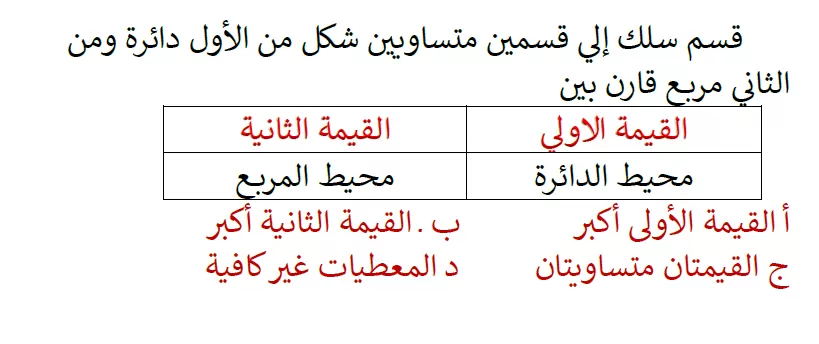 قسم سلك إلي قسمين متساويين شكل من الأول دائرة ومن
الثاني مربع قارن بين
القيمة الاولي القيمة الثانية
محيط الدائرة محيط المربع
أ القيمة الأولى أكبر ب . القيمة الثانية أكبر
ج القيمتان متساويتان د المعطيات غير كافية